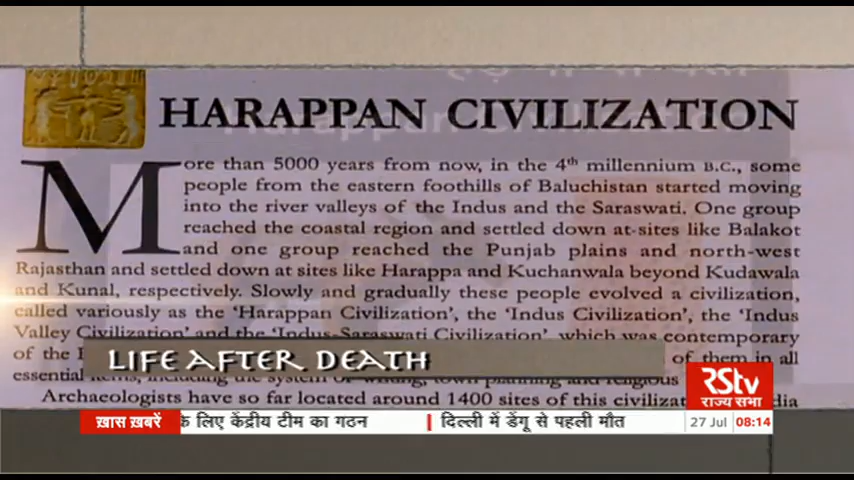 HARAPPAN CIVILIZATION
More than 5000 years from now, in the 4th millennium B.C., some
people from the eastern foothills of Baluchistan started moving
into the river valleys of the Indus and the Saraswati. One group
reached the coastal region and settled down at-sites like Balakot
and one group reached the Punjab plains and north-west
Rajasthan and settled down at sites like Harappa and Kuchanwala beyond Kudawala
and Kunal, respectively. Slowly and gradually these people evolved a civilization,
called variously as the 'Harappan Civilization', the 'Indus Civilization', the 'Indus
Valley Civilization' and the 'Indus-Saraswati Civilization', which was contemporary
of the of them in all
LIFE AFTER DEATH
essential items, including the system of writing, town planning and religious
Archaeologists have so far located around 1400 sites of this
RSTV
राज्य सभा
ख़ास ख़बरें के लिए केंद्रीय टीम का गठन | दिल्ली में डेंगू से पहली मौत 27 Jul 08:14